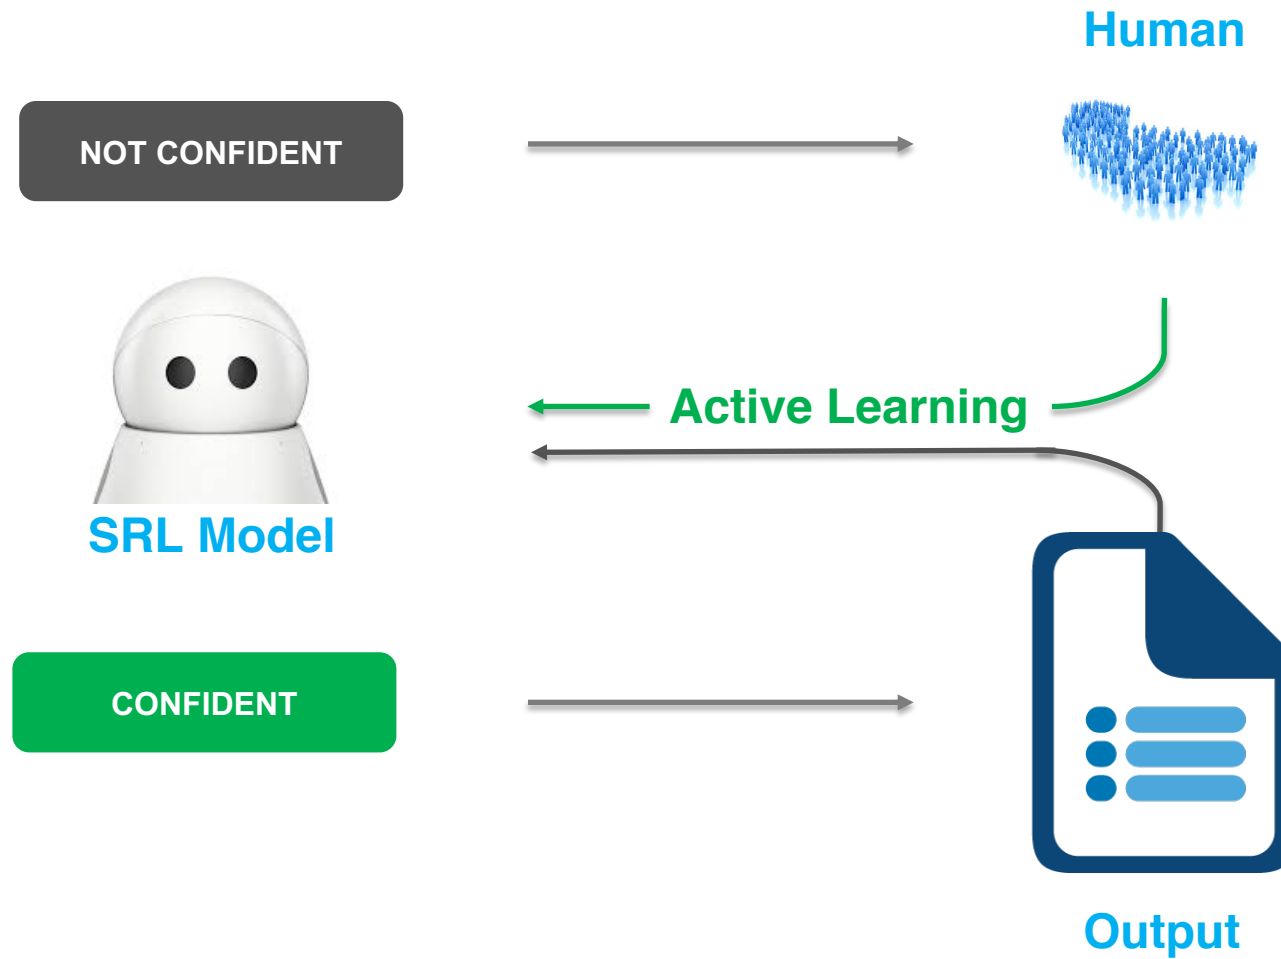 Human
NOT CONFIDENT
Active Learning
SRL Model
CONFIDENT
Output